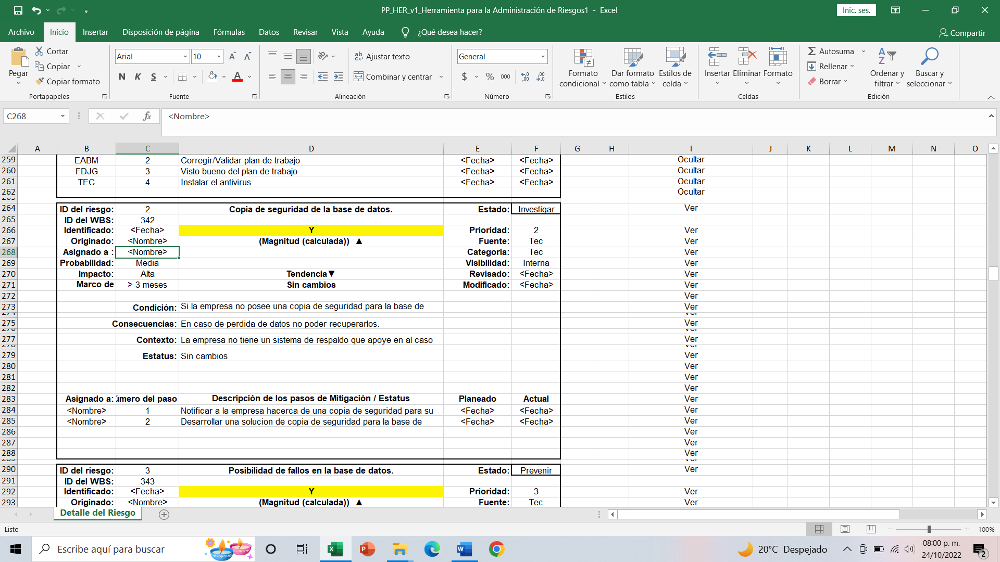 PP_HER_v1_Herramienta para la Administración de Riesgos1 - Excel
Inic. ses.
Archivo Inicio Insertar Disposición de página Fórmulas Datos Revisar Vista Ayuda ¿Qué desea hacer? Compartir
Pegar
Cortar
Copiar
Copiar formato
Portapapeles
Arial 10
N K S
Fuente
Ajustar texto
Combinar y centrar
Alineación
General
$ % 000
Número
Formato condicional
Dar formato como tabla
Estilos de celda
Estilos
Insertar Eliminar Formato
Celdas
Autosuma
Rellenar
Borrar
Ordenar y filtrar
Buscar y seleccionar
Edición
C268 fx <Nombre>
A B C D E F G H I J K L M N O
259 EABM 2 Corregir/Validar plan de trabajo <Fecha> <Fecha> Ocultar
260 FDJG 3 Visto bueno del plan de trabajo <Fecha> <Fecha> Ocultar
261 TEC 4 Instalar el antivirus. <Fecha> <Fecha> Ocultar
262 Ocultar
264 ID del riesgo: 2 Copia de seguridad de la base de datos. Estado: Investigar Ver
265 ID del WBS: 342
266 Identificado: <Fecha> Y Prioridad: 2 Ver
267 Originado: <Nombre> (Magnitud (calculada)) ▲ Fuente: Tec Ver
268 Asignado a : <Nombre> Categoria: Tec Ver
269 Probabilidad: Media Visibilidad: Interna Ver
270 Impacto: Alta Tendencia▼ Revisado: <Fecha> Ver
271 Marco de > 3 meses Sin cambios Modificado: <Fecha> Ver
272 Ver
273 Condición: Si la empresa no posee una copia de seguridad para la base de Ver
275 Consecuencias: En caso de perdida de datos no poder recuperarlos. Ver
277 Contexto: La empresa no tiene un sistema de respaldo que apoye en al caso Ver
279 Estatus: Sin cambios Ver
280 Ver
281 Ver
282 Ver
283 Asignado a: úmero del paso Descripción de los pasos de Mitigación / Estatus Planeado Actual Ver
284 <Nombre> 1 Notificar a la empresa hacerca de una copia de seguridad para su <Fecha> <Fecha> Ver
285 <Nombre> 2 Desarrollar una solucion de copia de seguridad para la base de <Fecha> <Fecha> Ver
286 Ver
287 Ver
288 Ver
290 ID del riesgo: 3 Posibilidad de fallos en la base de datos. Estado: Prevenir Ver
291 ID del WBS: 343
292 Identificado: <Fecha> Y Prioridad: 3 Ver
293 Originado: <Nombre> (Magnitud (calculada)) ▲ Fuente: Tec Ver
Detalle del Riesgo
Listo 100%
Escribe aquí para buscar
20°C Despejado
08:00 p. m.
24/10/2022
2